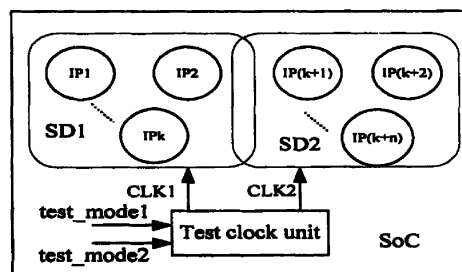 IP1
IP2
IPk
SD1
IP(k+1)
IP(k+2)
IP(k+n)
SD2
CLK1
CLK2
test_mode1
test_mode2
Test clock unit
SoC